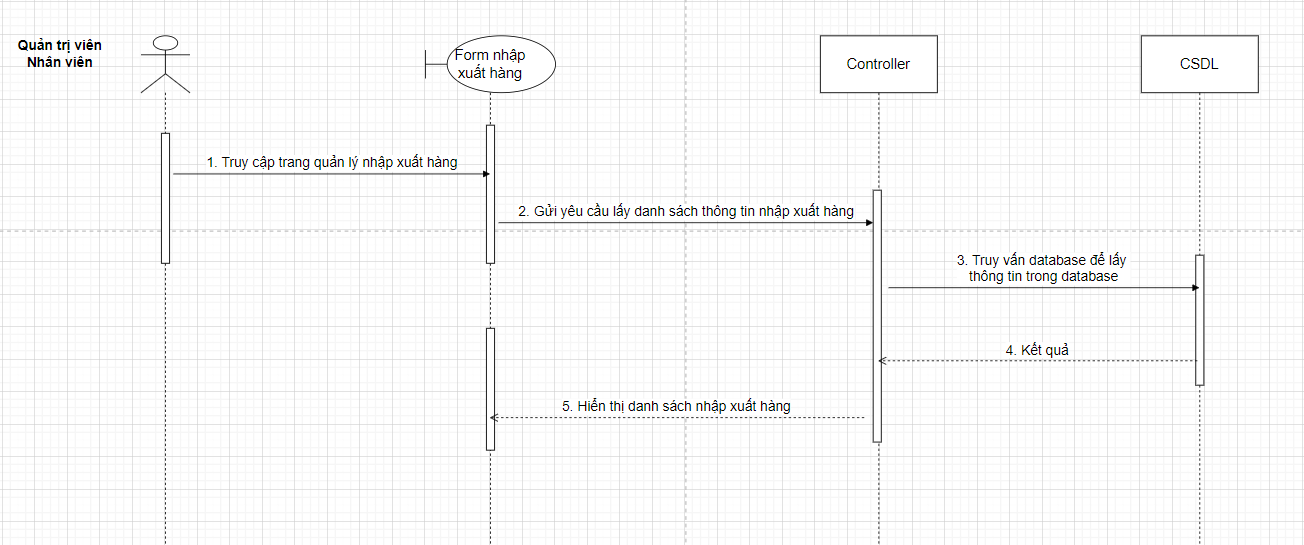 Quản trị viên
Nhân viên
Form nhập
xuất hàng
Controller
CSDL
1. Truy cập trang quản lý nhập xuất hàng
2. Gửi yêu cầu lấy danh sách thông tin nhập xuất hàng
3. Truy vấn database để lấy
thông tin trong database
4. Kết quả
5. Hiển thị danh sách nhập xuất hàng